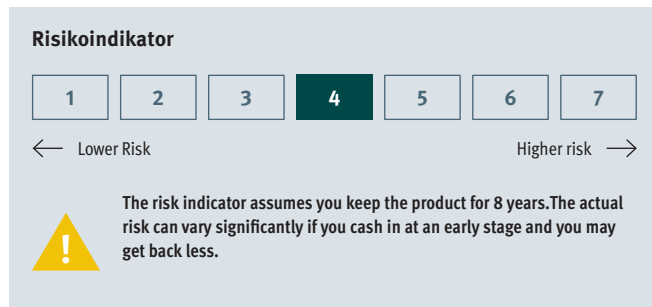 Risikoindikator
1 2 3 4 5 6 7
Lower Risk Higher risk
The risk indicator assumes you keep the product for 8 years.The actual
risk can vary significantly if you cash in at an early stage and you may
get back less.